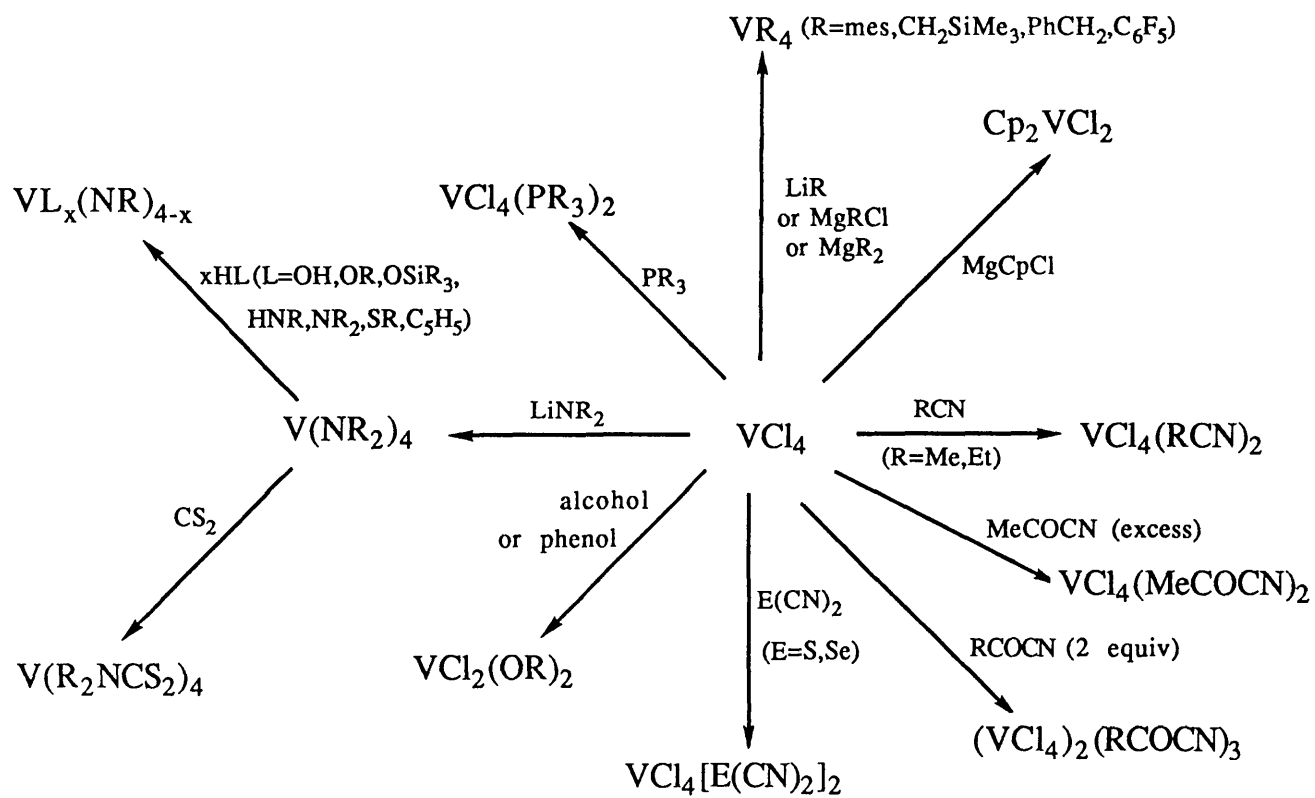 VR₄ (R=mes,CH₂SiMe₃,PhCH₂,C₆F₅)
Cp₂VCl₂
VLₓ(NR)₄₋ₓ
VCl₄(PR₃)₂
LiR
or MgRCl
or MgR₂
MgCpCl
xHL(L=OH,OR,OSiR₃,
HNR,NR₂,SR,C₅H₅)
PR₃
V(NR₂)₄
LiNR₂
VCl₄
RCN
(R=Me,Et)
VCl₄(RCN)₂
CS₂
alcohol
or phenol
MeCOCN (excess)
VCl₄(MeCOCN)₂
E(CN)₂
(E=S,Se)
RCOCN (2 equiv)
V(R₂NCS₂)₄
VCl₂(OR)₂
(VCl₄)₂(RCOCN)₃
VCl₄[E(CN)₂]₂